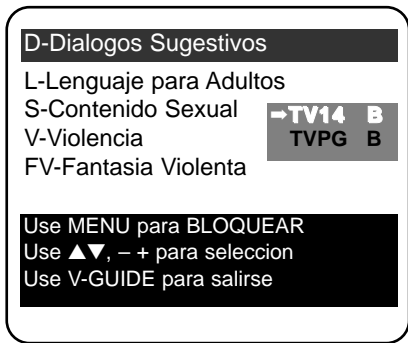 D-Dialogos Sugestivos
L-Lenguaje para Adultos
S-Contenido Sexual
V-Violencia
FV-Fantasia Violenta
➡TV14 B
TVPG B
Use MENU para BLOQUEAR
Use ▲▼, – + para seleccion
Use V-GUIDE para salirse